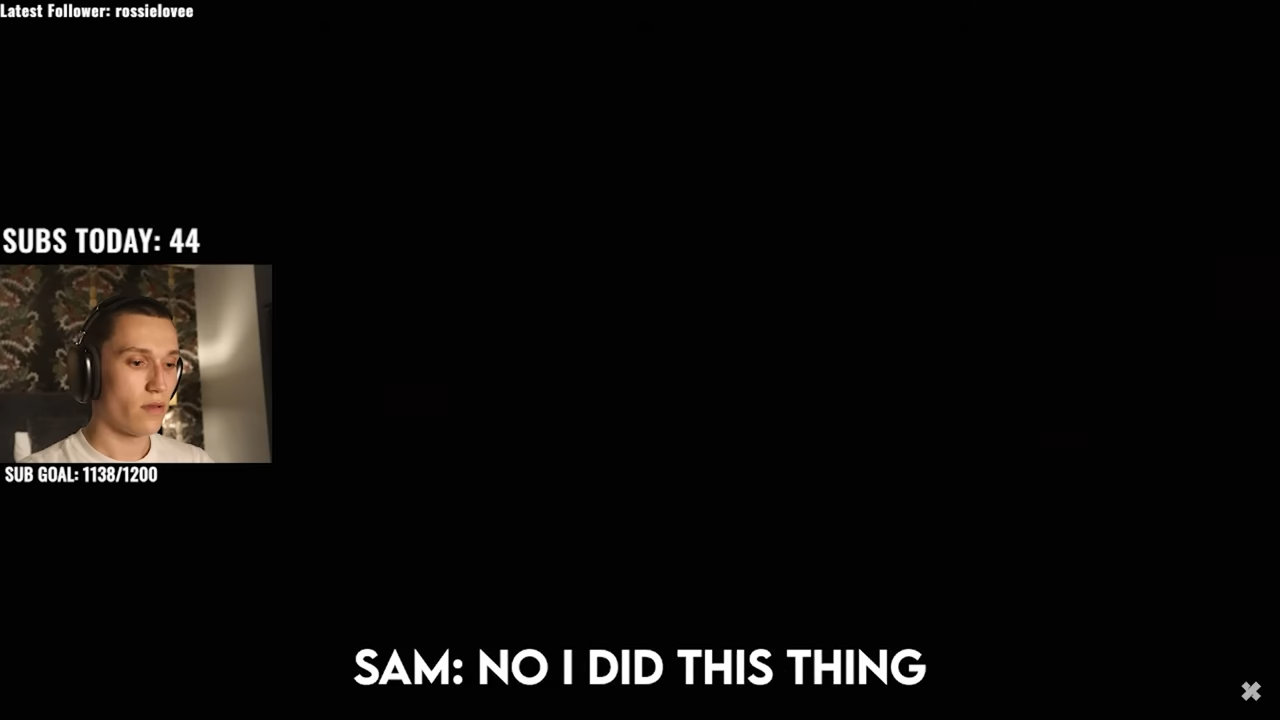 Latest Follower: rossielovee
SUBS TODAY: 44
SUB GOAL: 1138/1200
SAM: NO I DID THIS THING